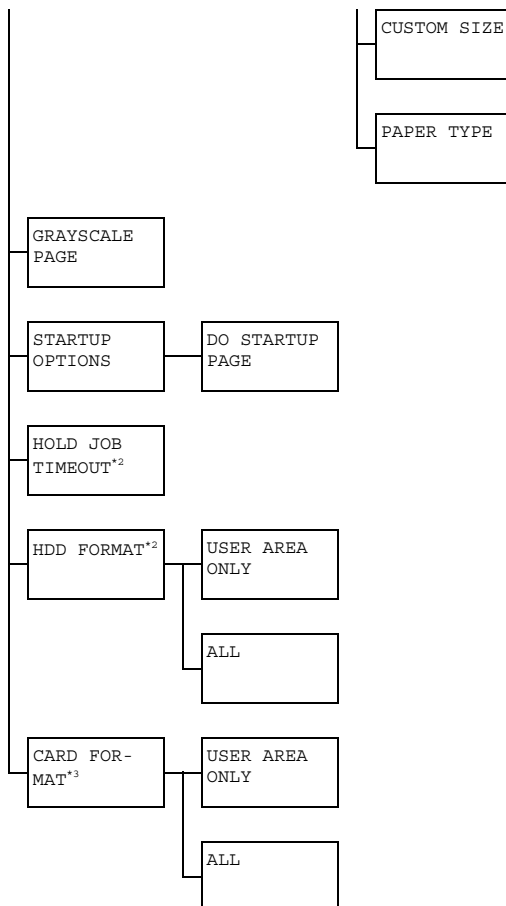 CUSTOM SIZE
PAPER TYPE
GRAYSCALE
PAGE
STARTUP
OPTIONS
DO STARTUP
PAGE
HOLD JOB
TIMEOUT*2
HDD FORMAT*2
USER AREA
ONLY
ALL
CARD FOR-
MAT*3
USER AREA
ONLY
ALL